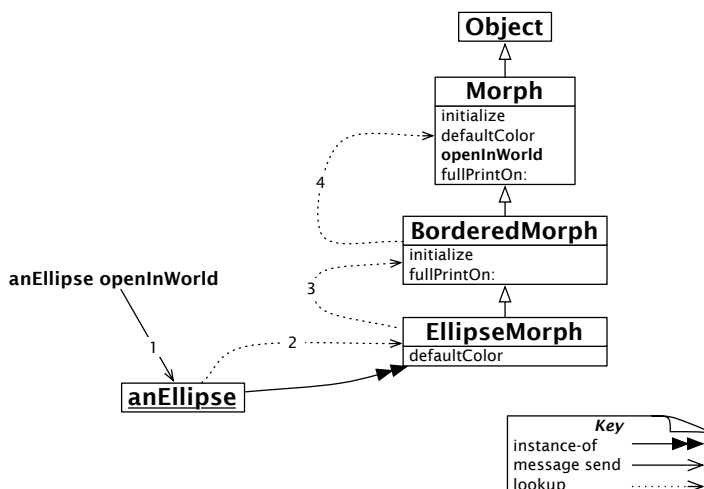 Object
Morph
initialize
defaultColor
openInWorld
fullPrintOn:
4
BorderedMorph
initialize
fullPrintOn:
anEllipse openInWorld
3
EllipseMorph
defaultColor
1
2
anEllipse
Key
instance-of
message send
lookup